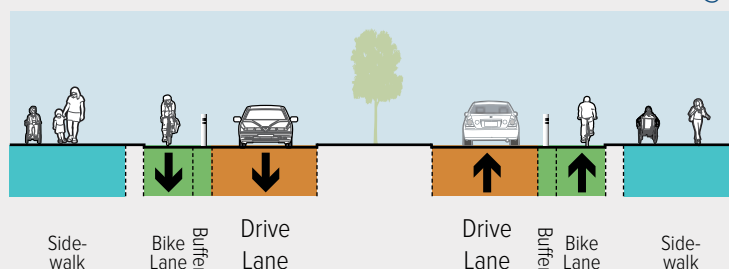 Side-
walk
Bike
Lane
Buffer
Drive
Lane
Drive
Lane
Buffer
Bike
Lane
Side-
walk